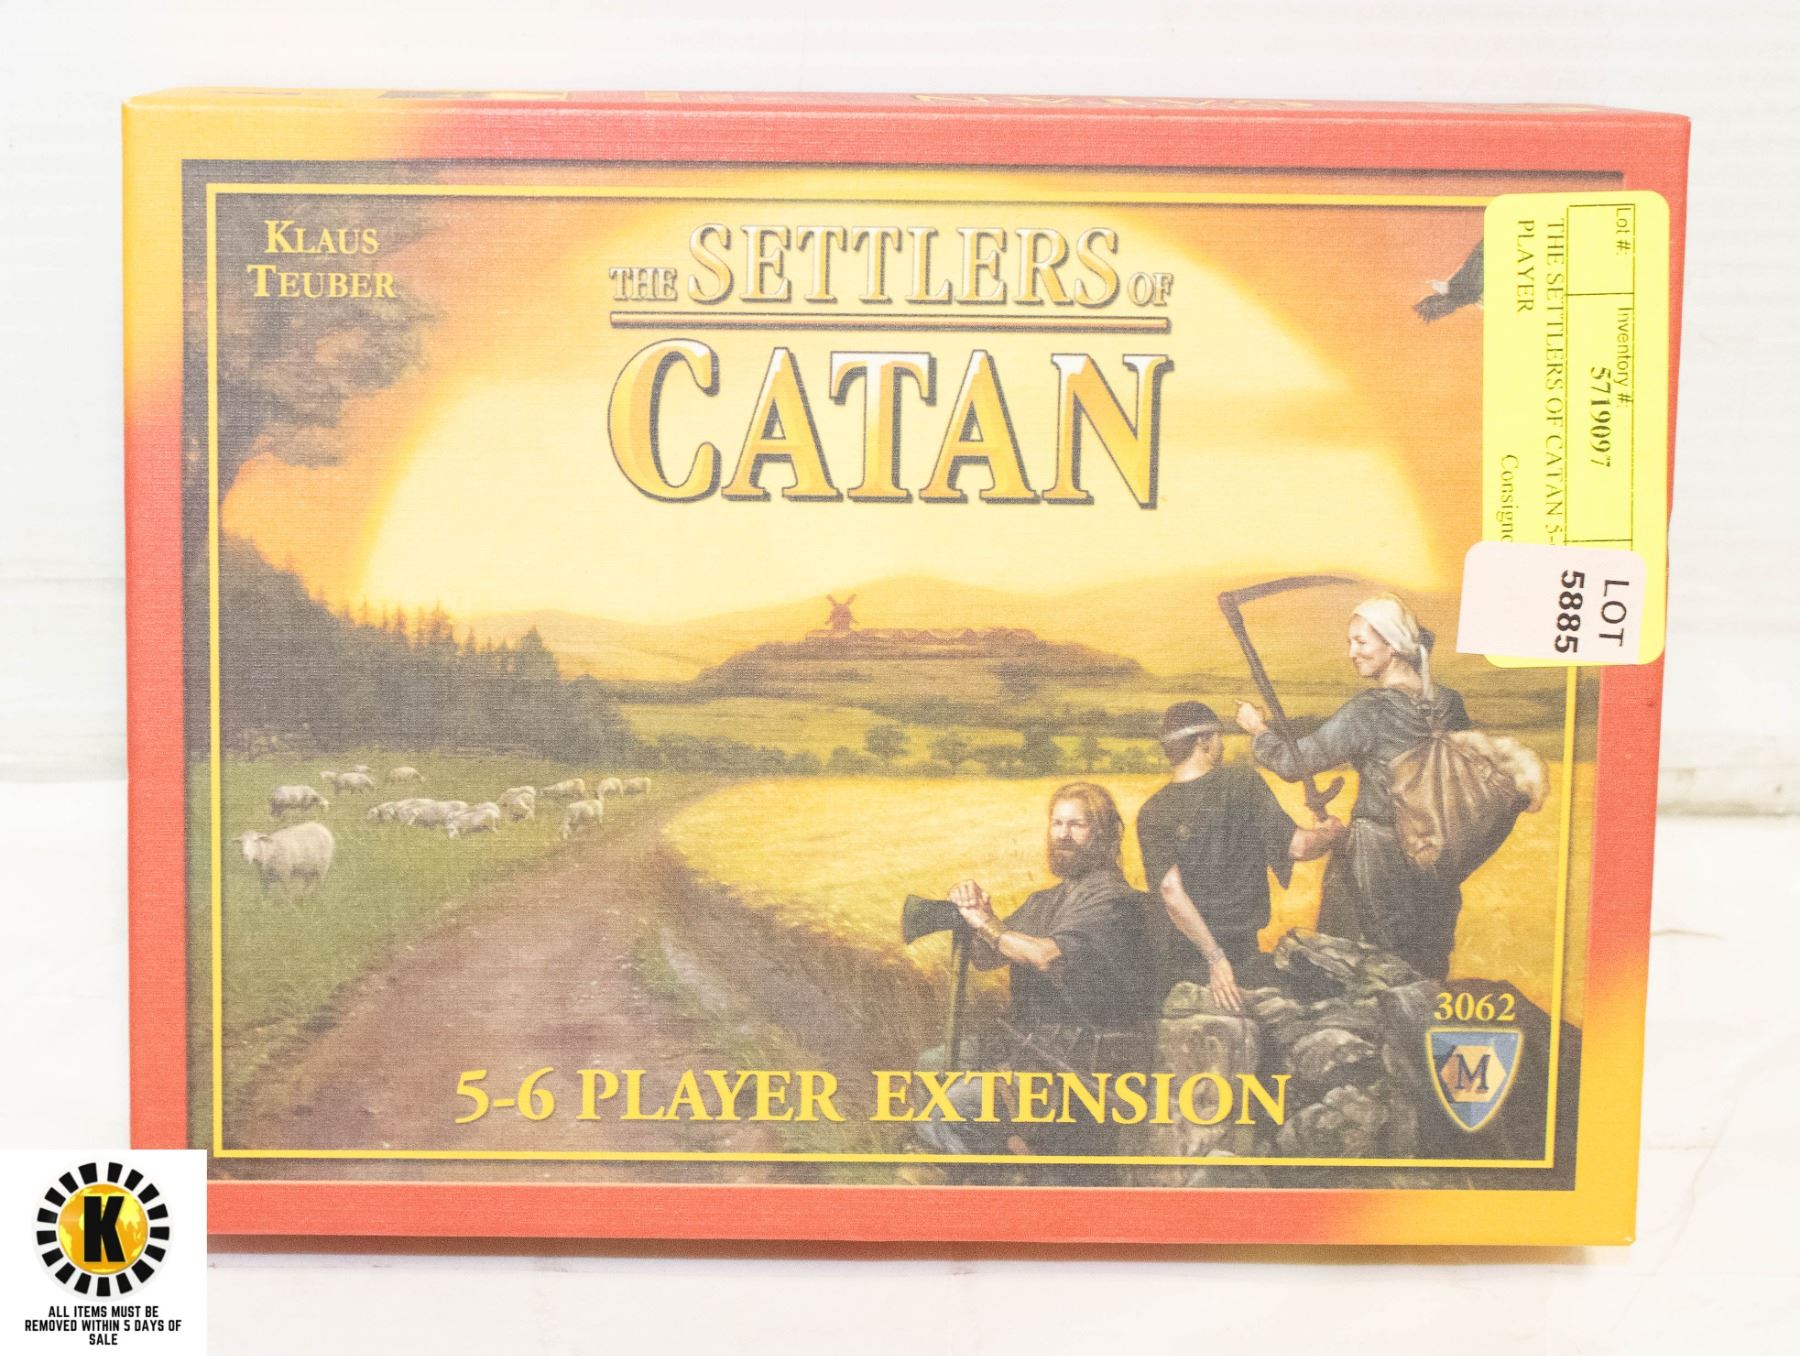 KLAUS
TEUBER
THE SETTLERS OF
CATAN
Lot #:
Inventory #:
5719097
THE SETTLERS OF CATAN 5-
PLAYER
LOT
5885
3062
M
5-6 PLAYER EXTENSION
K
ALL ITEMS MUST BE
REMOVED WITHIN 5 DAYS OF
SALE